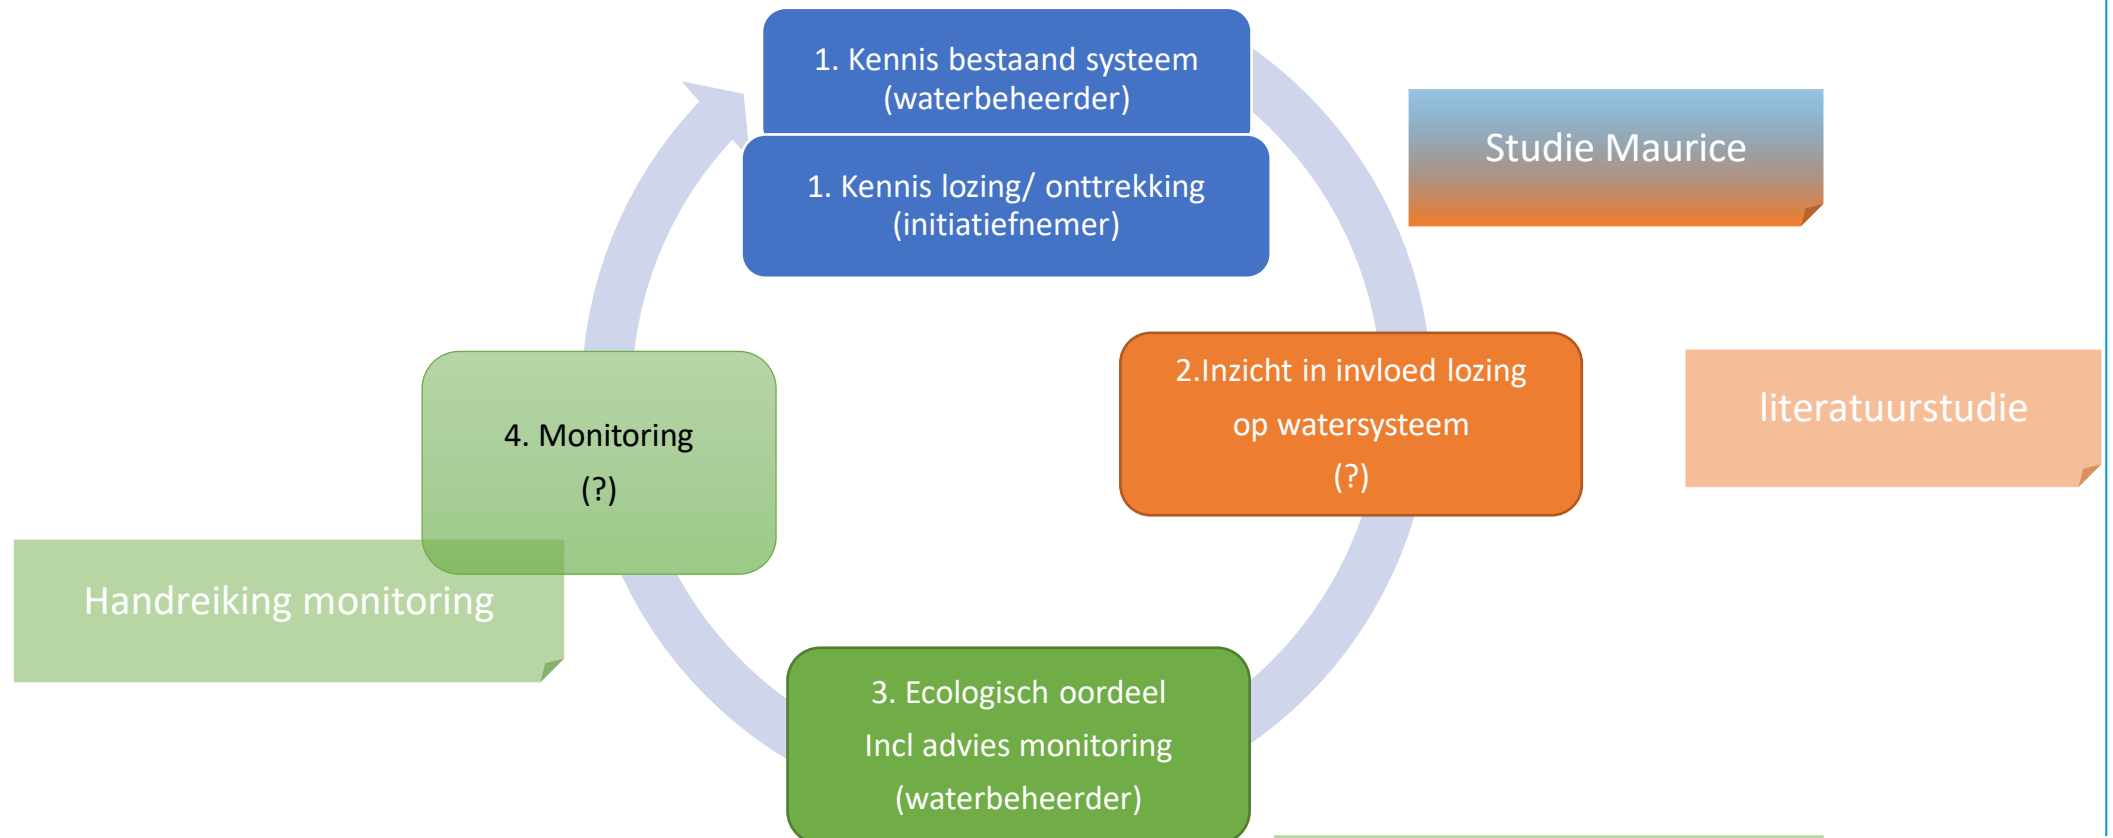 1. Kennis bestaand systeem
(waterbeheerder)
1. Kennis lozing/ onttrekking
(initiatiefnemer)
Studie Maurice
2.Inzicht in invloed lozing
op watersysteem
(?)
literatuurstudie
4. Monitoring
(?)
Handreiking monitoring
3. Ecologisch oordeel
Incl advies monitoring
(waterbeheerder)